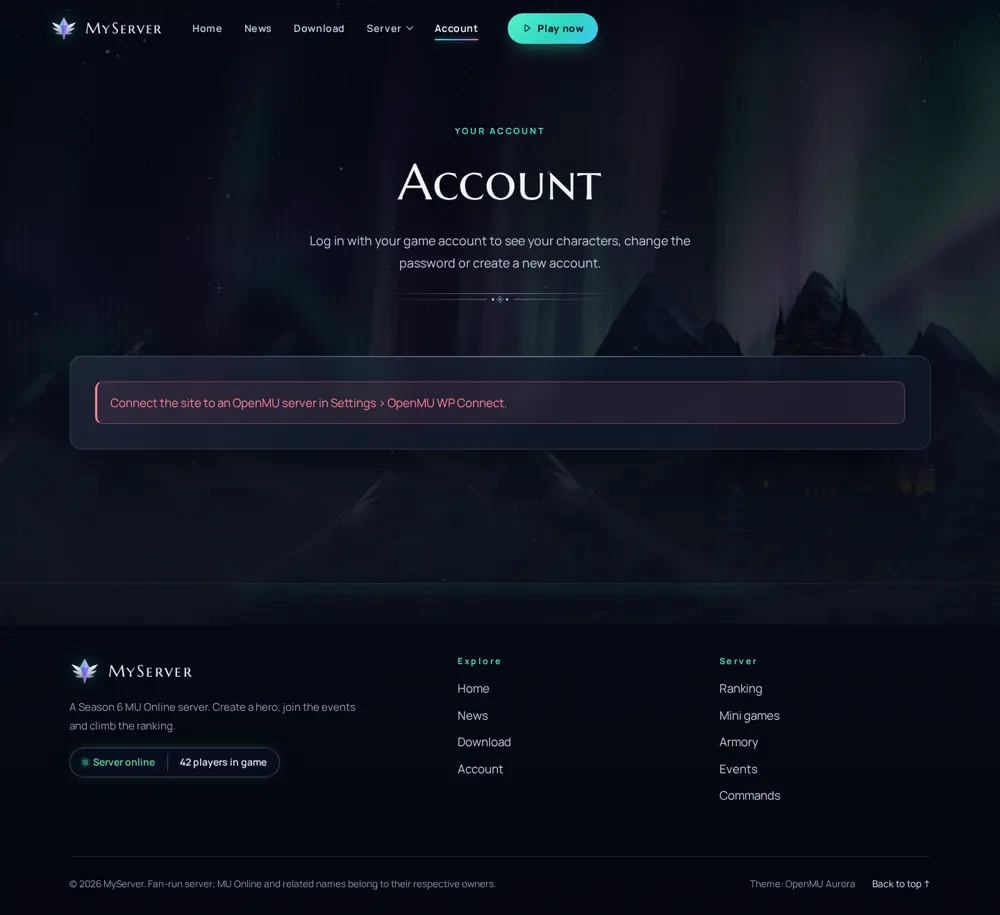 MyServer
Home
News
Download
Server
Account
Play now
YOUR ACCOUNT
Account
Log in with your game account to see your characters, change the
password or create a new account.
Connect the site to an OpenMU server in Settings › OpenMU WP Connect.
MyServer
A Season 6 MU Online server. Create a hero, join the events
and climb the ranking.
Server online
42 players in game
Explore
Home
News
Download
Account
Server
Ranking
Mini games
Armory
Events
Commands
© 2026 MyServer. Fan-run server; MU Online and related names belong to their respective owners.
Theme: OpenMU Aurora
Back to top ↑